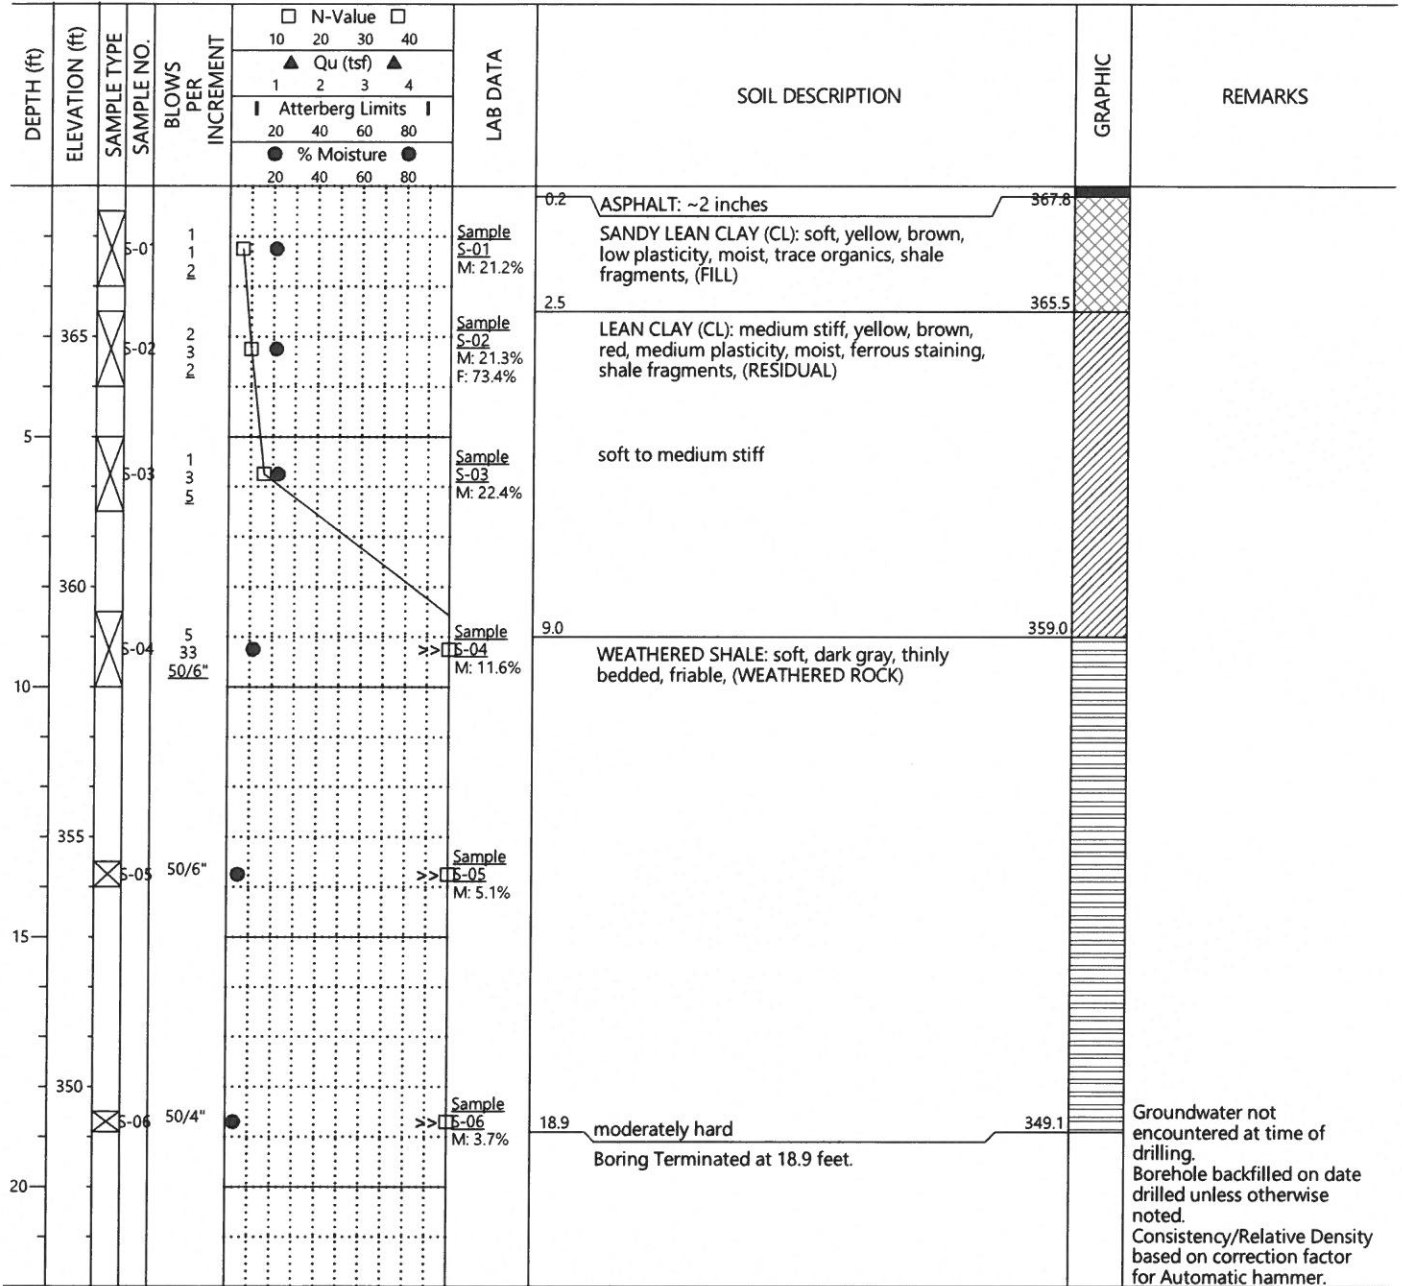 DEPTH (ft)
ELEVATION (ft)
SAMPLE TYPE
SAMPLE NO.
BLOWS
PER
INCREMENT
N-Value
10 20 30 40
▲ Qu (tsf) ▲
1 2 3 4
Atterberg Limits
20 40 60 80
● % Moisture ●
20 40 60 80
LAB DATA
SOIL DESCRIPTION
GRAPHIC
REMARKS
0.2 ASPHALT: ~2 inches 367.8
S-01
1
1
2
Sample
S-01
M: 21.2%
SANDY LEAN CLAY (CL): soft, yellow, brown,
low plasticity, moist, trace organics, shale
fragments, (FILL)
2.5 365.5
365
S-02
2
3
2
Sample
S-02
M: 21.3%
F: 73.4%
LEAN CLAY (CL): medium stiff, yellow, brown,
red, medium plasticity, moist, ferrous staining,
shale fragments, (RESIDUAL)
5
S-03
1
3
5
Sample
S-03
M: 22.4%
soft to medium stiff
360
9.0 359.0
S-04
5
33
50/6"
>>
Sample
S-04
M: 11.6%
WEATHERED SHALE: soft, dark gray, thinly
bedded, friable, (WEATHERED ROCK)
10
355
S-05
50/6"
>>
Sample
S-05
M: 5.1%
15
350
S-06
50/4"
>>
Sample
S-06
M: 3.7%
18.9 moderately hard 349.1
Boring Terminated at 18.9 feet.
20
Groundwater not
encountered at time of
drilling.
Borehole backfilled on date
drilled unless otherwise
noted.
Consistency/Relative Density
based on correction factor
for Automatic hammer.